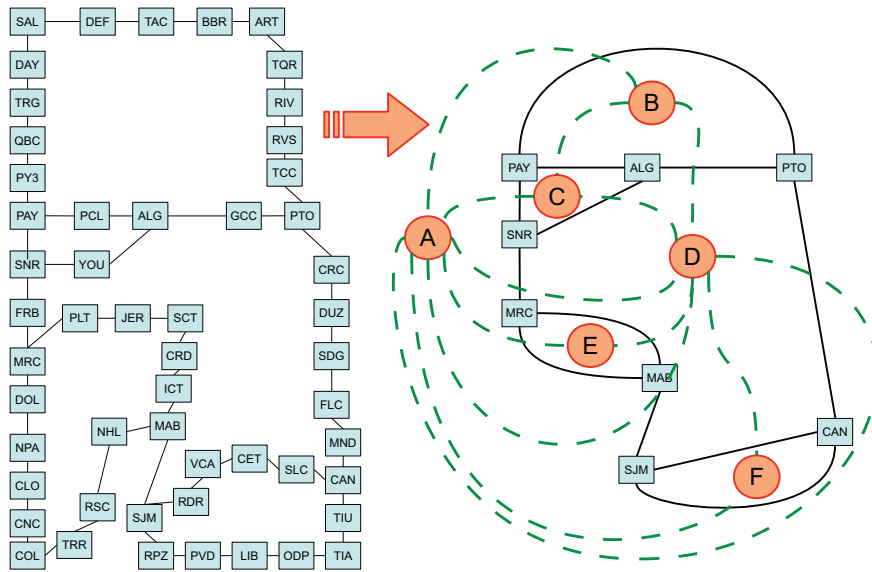 SAL DEF TAC BBR ART
DAY TQR
TRG RIV
QBC RVS
PY3 TCC
PAY PCL ALG GCC PTO
SNR YOU CRC
FRB PLT JER SCT DUZ
MRC CRD SDG
DOL ICT FLC
NPA NHL MAB MND
CLO VCA CET SLC CAN
CNC RSC SJM RDR TIU
COL TRR RPZ PVD LIB ODP TIA
B
PAY ALG PTO
C
SNR A
D
MRC
E
MAB
CAN
SJM F